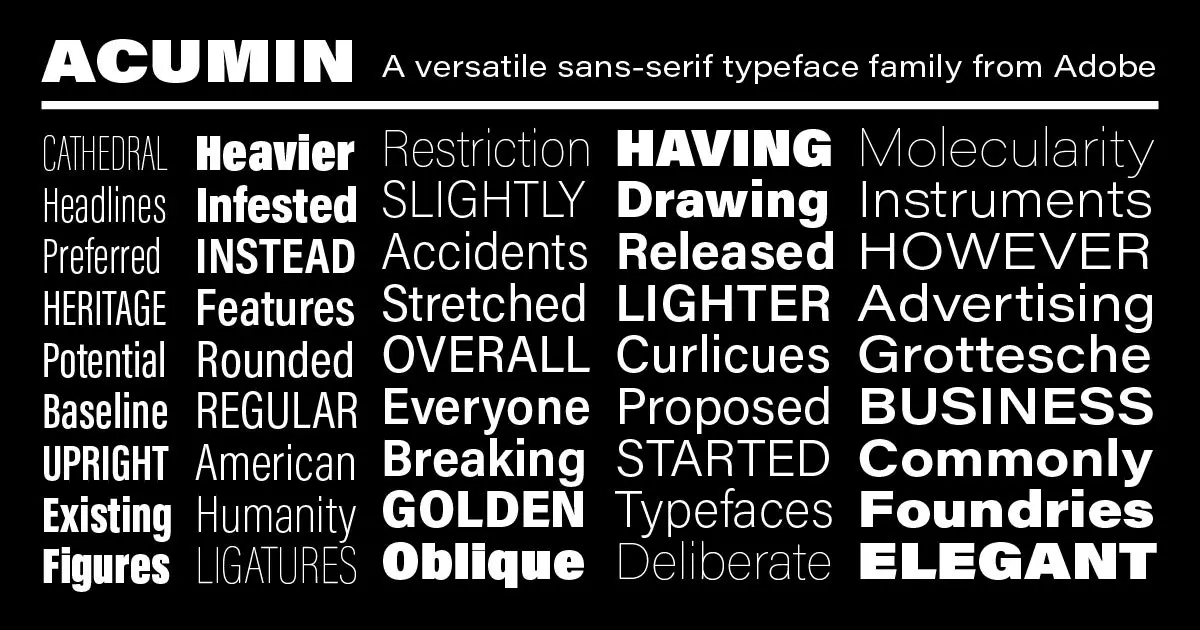 ACUMIN A versatile sans-serif typeface family from Adobe
CATHEDRAL
Headlines
Preferred
HERITAGE
Potential
Baseline
UPRIGHT
Existing
Figures
Heavier
Infested
INSTEAD
Features
Rounded
REGULAR
American
Humanity
LIGATURES
Restriction
SLIGHTLY
Accidents
Stretched
OVERALL
Everyone
Breaking
GOLDEN
Oblique
HAVING
Drawing
Released
LIGHTER
Curlicues
Proposed
STARTED
Typefaces
Deliberate
Molecularity
Instruments
HOWEVER
Advertising
Grottesche
BUSINESS
Commonly
Foundries
ELEGANT